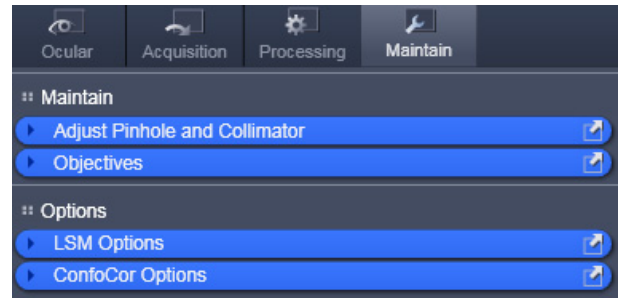 Ocular Acquisition Processing Maintain
Maintain
Adjust Pinhole and Collimator
Objectives
Options
LSM Options
ConfoCor Options